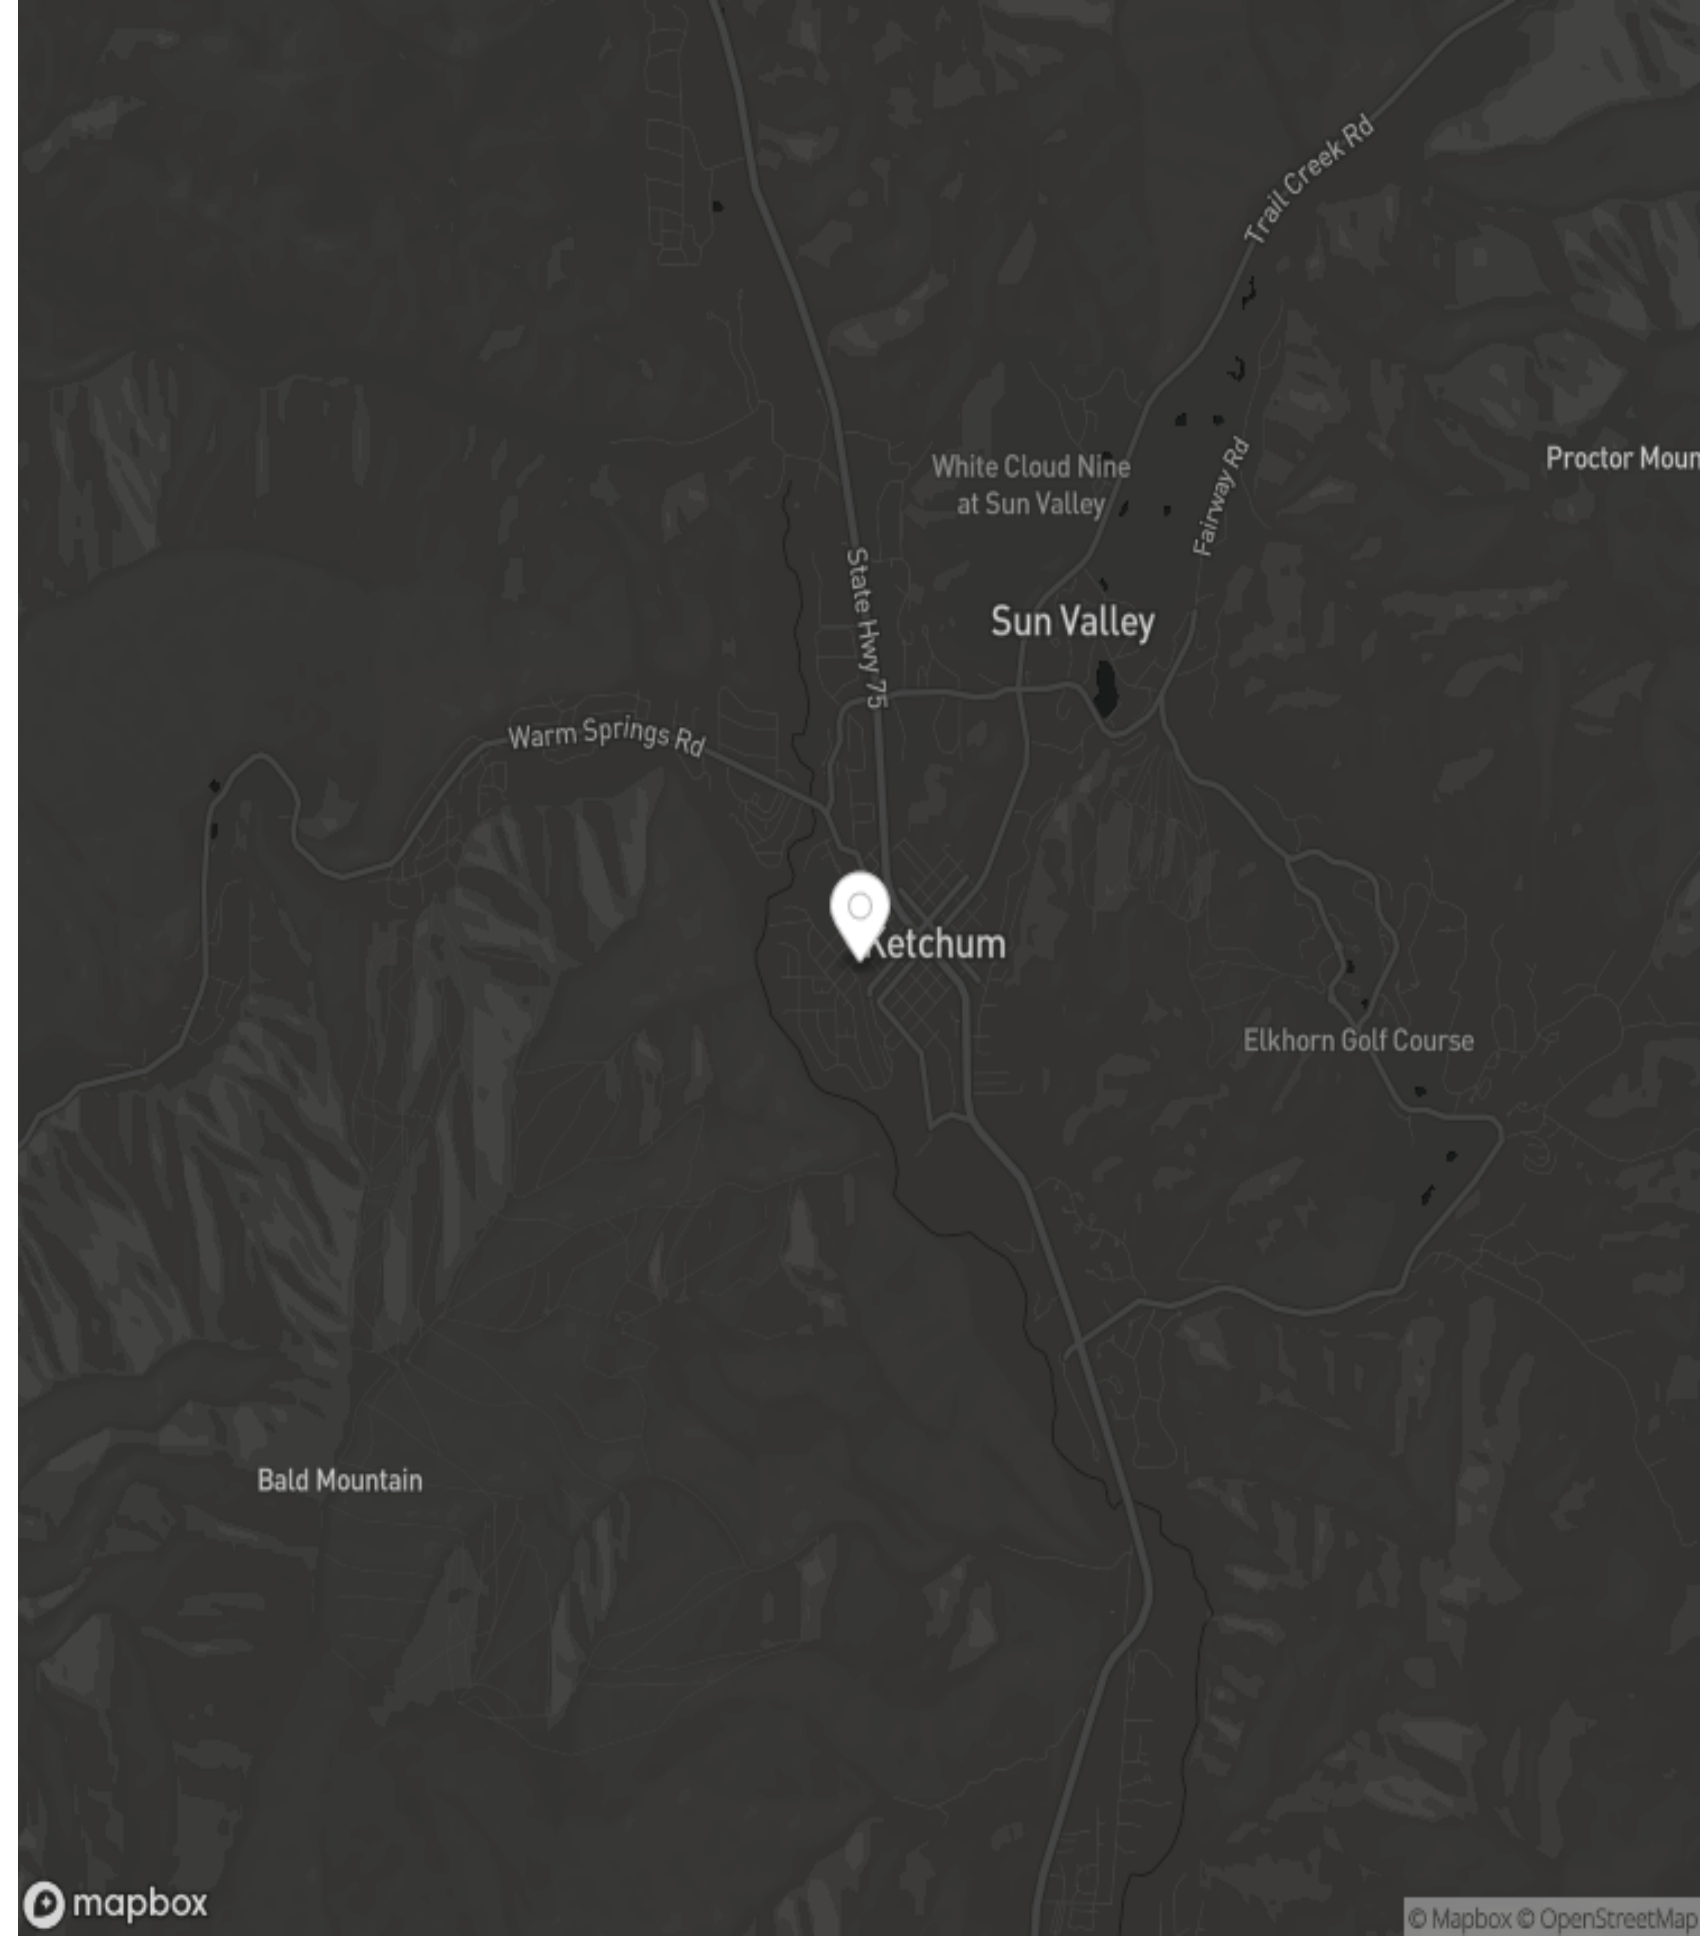 Trail Creek Rd
White Cloud Nine
at Sun Valley
Fairway Rd
Proctor Moun
State Hwy 75
Sun Valley
Warm Springs Rd
Ketchum
Elkhorn Golf Course
Bald Mountain
mapbox
© Mapbox © OpenStreetMap